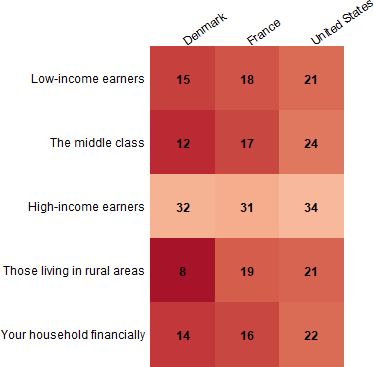 Denmark France United States
Low-income earners 15 18 21
The middle class 12 17 24
High-income earners 32 31 34
Those living in rural areas 8 19 21
Your household financially 14 16 22